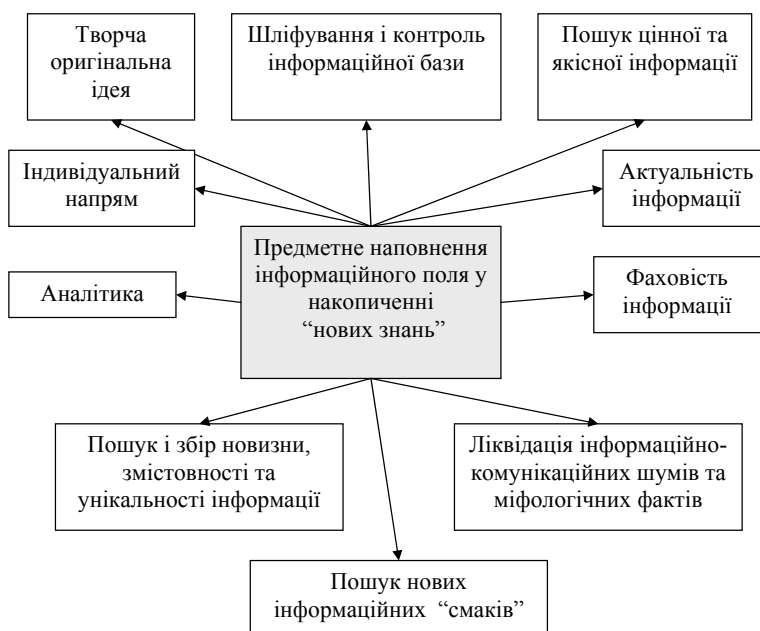 Творча
оригінальна
ідея
Шліфування і контроль
інформаційної бази
Пошук цінної та
якісної інформації
Індивідуальний
напрям
Актуальність
інформації
Предметне наповнення
інформаційного поля у
накопиченні
“нових знань”
Аналітика
Фаховість
інформації
Пошук і збір новизни,
змістовності та
унікальності інформації
Ліквідація інформаційно-
комунікаційних шумів та
міфологічних фактів
Пошук нових
інформаційних “смаків”